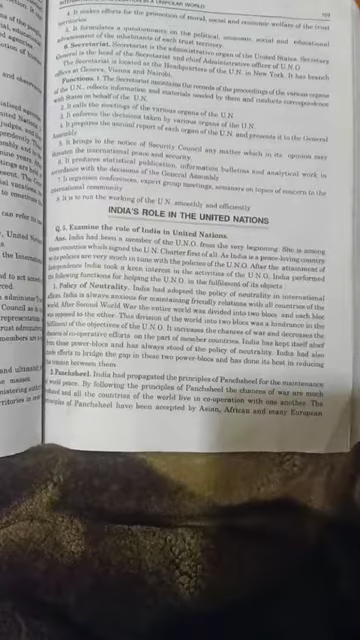 4. It makes efforts for the promotion of moral, social and economic welfare of the trust
territories
5. It formulates a questionnaire on the political, economic, social and educational
advancement of the inhabitants of each trust territory.
6. Secretariat. Secretariat is the administrative organ of the United States. Secretary
General is the head of the Secretariat and chief Administrative officer of U.N.O.
The Secretariat is located at the Headquarters of the U.N. in New York. It has branch
offices at Geneva, Vienna and Nairobi.
Functions. 1. The Secretariat maintains the records of the proceedings of the various organs
of the U.N., collects information and materials needed by them and conducts correspondence
with States on behalf of the U.N.
2. It calls the meetings of the various organs of the U.N.
3. It enforces the decisions taken by various organs of the U.N.
4. It prepares the annual report of each organ of the U.N. and presents it to the General
Assembly
5. It brings to the notice of Security Council any matter which in its opinion may
threaten the international peace and security.
6. It produces statistical publication, information bulletins and analytical work in
accordance with the decisions of the General Assembly
7. It organises conferences, expert group meetings, seminars on topics of concern to the
international community
8. It is to run the working of the U.N. smoothly and efficiently
INDIA'S ROLE IN THE UNITED NATIONS
Q. 5. Examine the role of India in United Nations.
Ans. India had been a member of the U.N.O. from the very beginning. She is among
those countries which signed the U.N. Charter first of all. As India is a peace-loving country
policies are very much in tune with the policies of the U.N.O. After the attainment of
Independence India took a keen interest in the activities of the U.N.O. India performed
the following functions for helping the U.N.O. in the fulfilment of its objects
1. Policy of Neutrality. India had adopted the policy of neutrality in international
affairs. India is always anxious for maintaining friendly relations with all countries of the
world. After Second World War the entire world was divided into two blocs and each bloc
was opposed to the other. Thus division of the world into two blocs was a hindrance in the
fulfilment of the objectives of the U.N.O. It increases the chances of war and decreases the
chances of co-operative efforts on the part of member countries. India has kept itself aloof
from these power-blocs and has always stood of the policy of neutrality. India had also
made efforts to bridge the gap in these two power-blocs and has done its best in reducing
the tension between them
2. Panchsheel. India had propagated the principles of Panchsheel for the maintenance
of world peace. By following the principles of Panchsheel the chances of war are much
reduced and all the countries of the world live in co-operation with one another. The
principles of Panchsheel have been accepted by Asian, African and many European